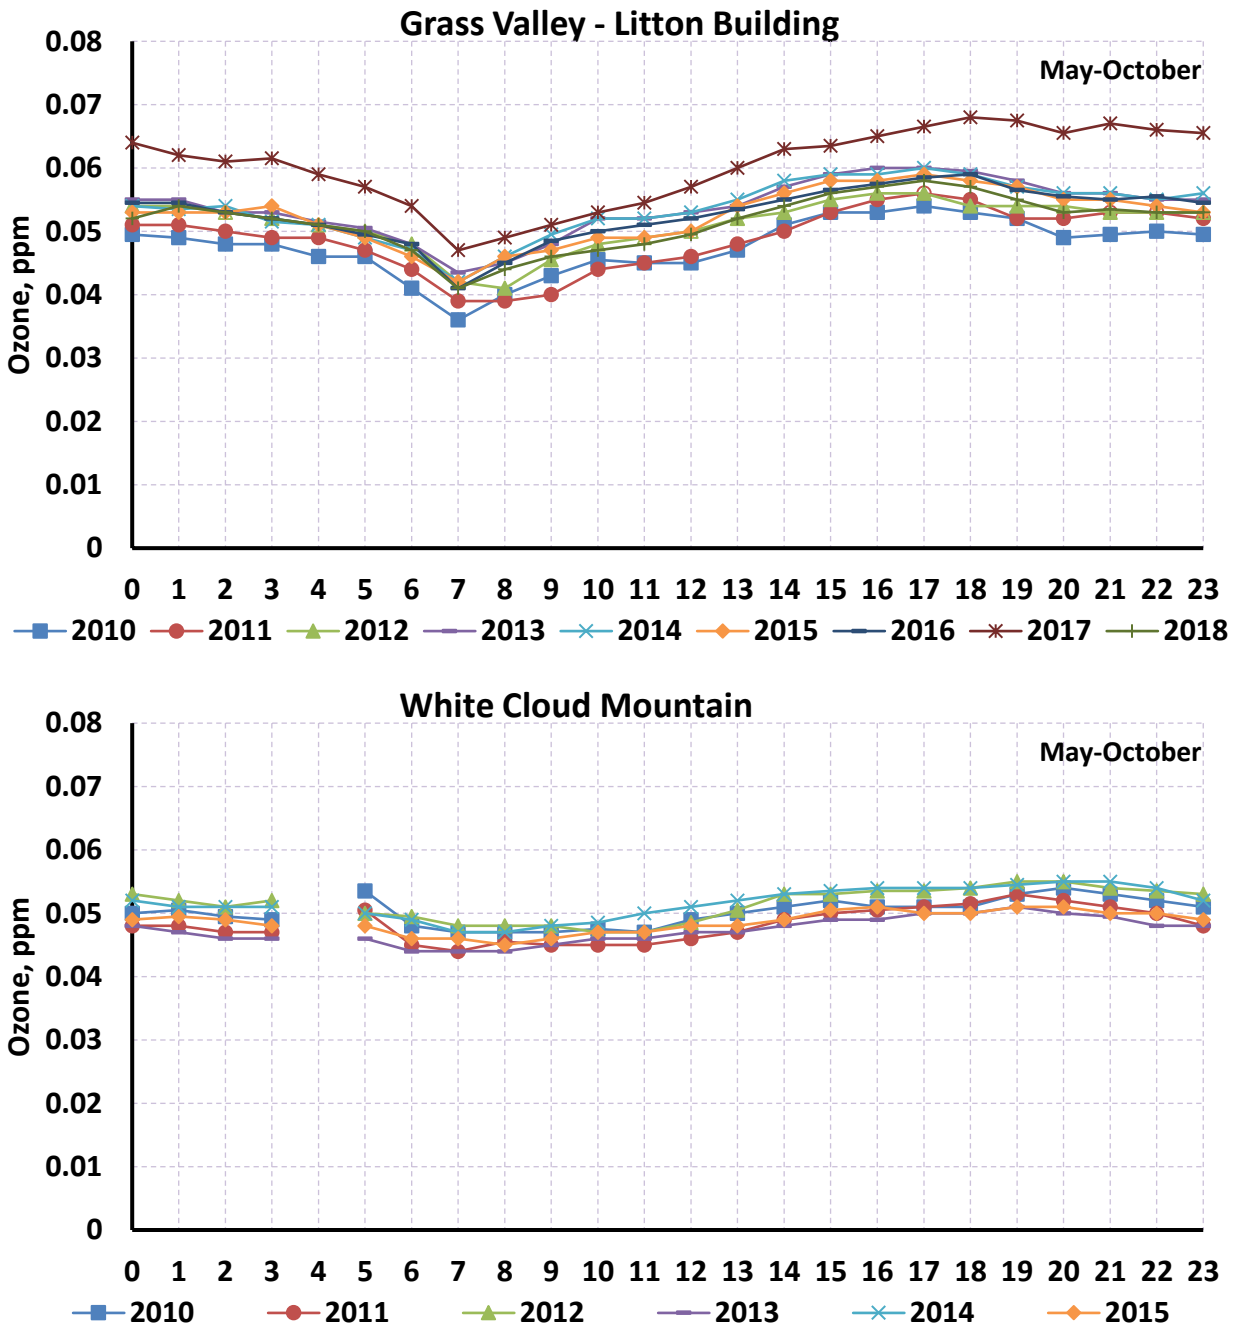 Grass Valley - Litton Building
May-October
Ozone, ppm
0.08
0.07
0.06
0.05
0.04
0.03
0.02
0.01
0
0 1 2 3 4 5 6 7 8 9 10 11 12 13 14 15 16 17 18 19 20 21 22 23
2010 2011 2012 2013 2014 2015 2016 2017 2018
White Cloud Mountain
May-October
Ozone, ppm
0.08
0.07
0.06
0.05
0.04
0.03
0.02
0.01
0
0 1 2 3 4 5 6 7 8 9 10 11 12 13 14 15 16 17 18 19 20 21 22 23
2010 2011 2012 2013 2014 2015